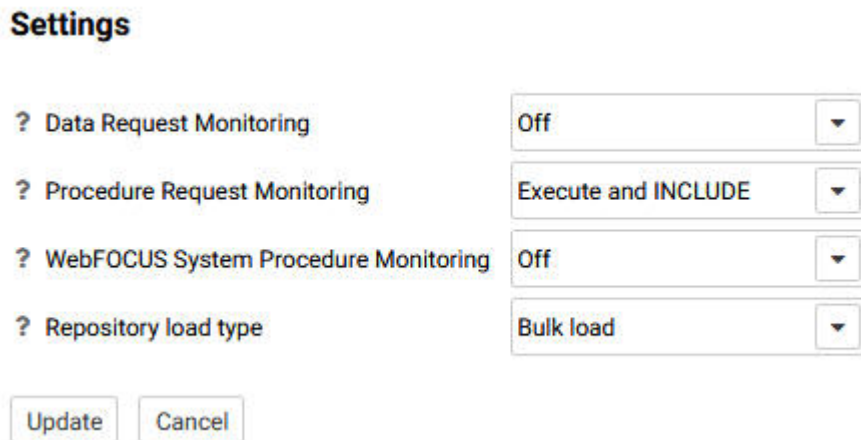 Settings
? Data Request Monitoring Off
? Procedure Request Monitoring Execute and INCLUDE
? WebFOCUS System Procedure Monitoring Off
? Repository load type Bulk load
Update Cancel